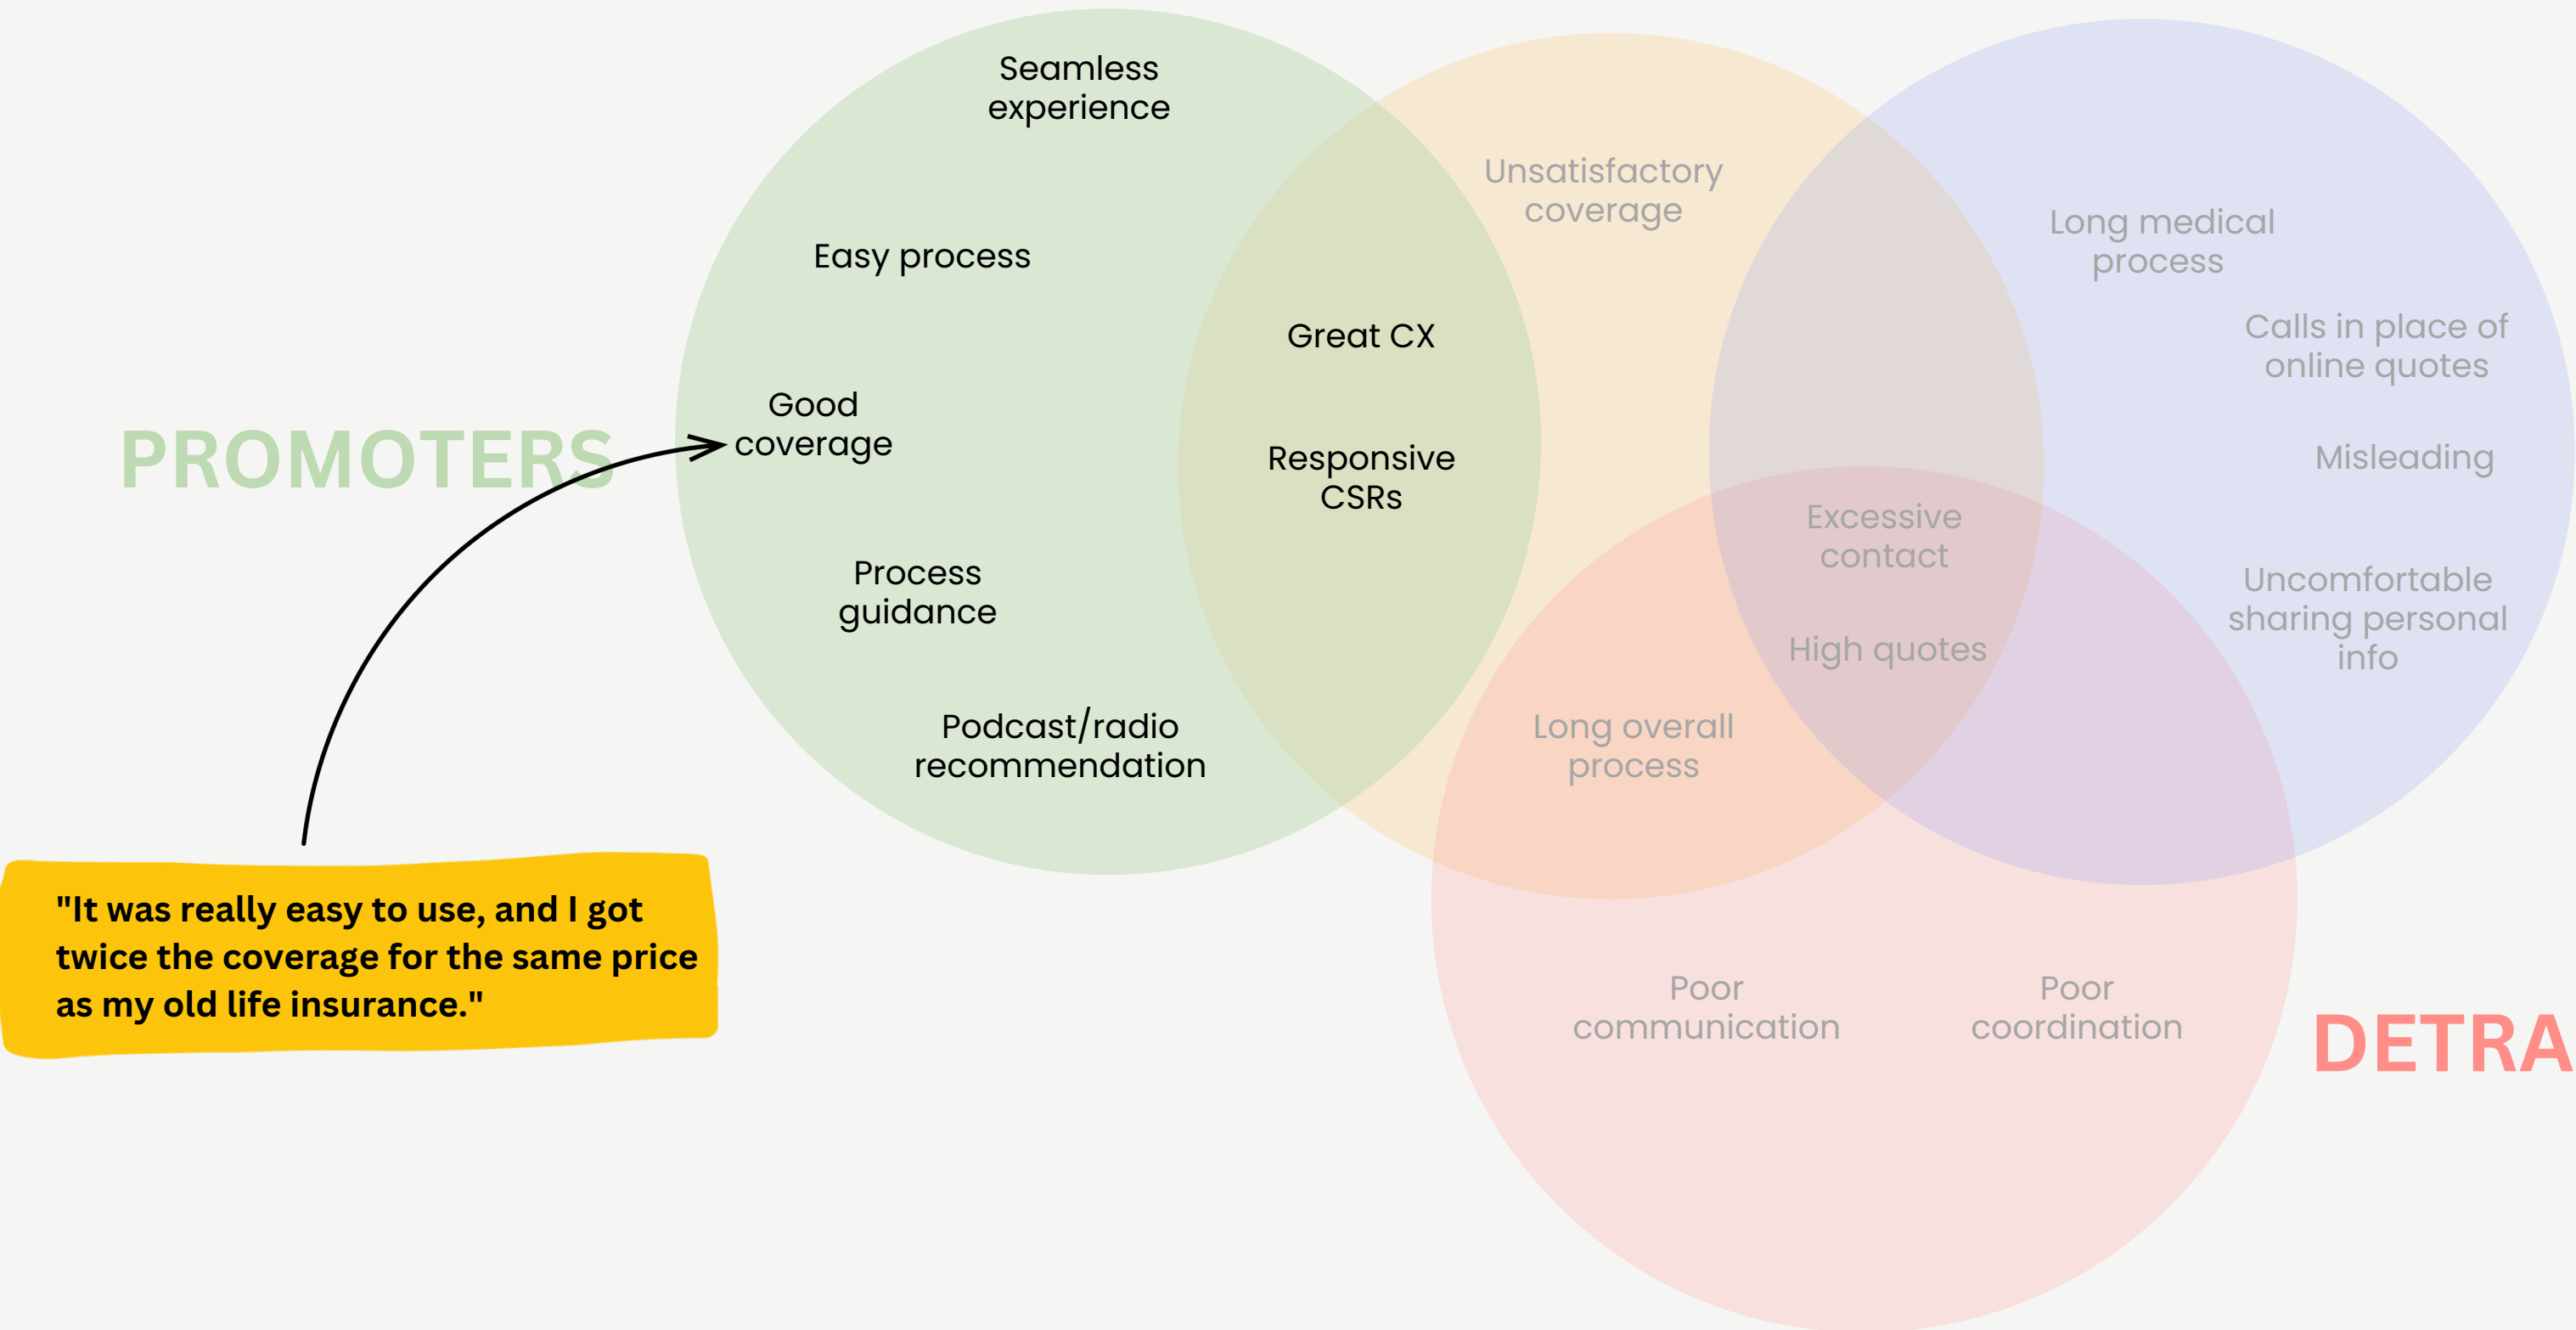 Seamless
experience
Easy process
Good
coverage
Process
guidance
Podcast/radio
recommendation
Great CX
Responsive
CSRs
Unsatisfactory
coverage
Long medical
process
Calls in place of
online quotes
Misleading
Uncomfortable
sharing personal
info
Excessive
contact
High quotes
Long overall
process
Poor
communication
Poor
coordination
PROMOTERS
DETRA
"It was really easy to use, and I got
twice the coverage for the same price
as my old life insurance."